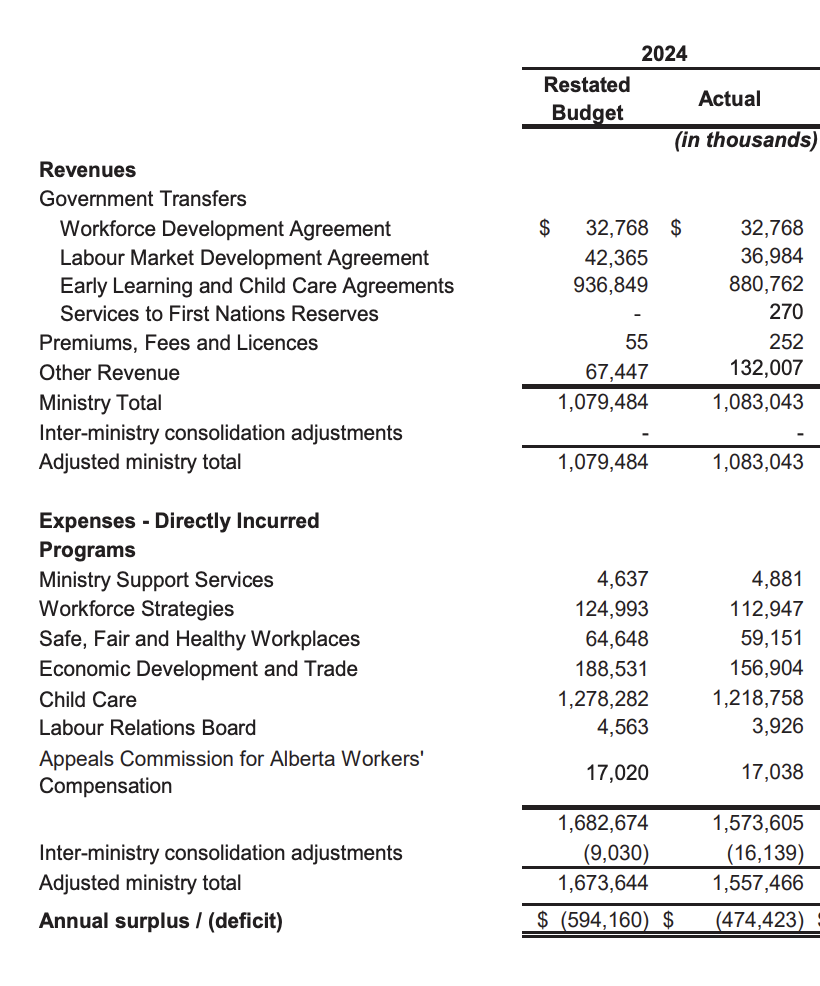 2024
Restated Budget Actual
(in thousands)
Revenues
Government Transfers
Workforce Development Agreement $ 32,768 $ 32,768
Labour Market Development Agreement 42,365 36,984
Early Learning and Child Care Agreements 936,849 880,762
Services to First Nations Reserves - 270
Premiums, Fees and Licences 55 252
Other Revenue 67,447 132,007
Ministry Total 1,079,484 1,083,043
Inter-ministry consolidation adjustments - -
Adjusted ministry total 1,079,484 1,083,043
Expenses - Directly Incurred
Programs
Ministry Support Services 4,637 4,881
Workforce Strategies 124,993 112,947
Safe, Fair and Healthy Workplaces 64,648 59,151
Economic Development and Trade 188,531 156,904
Child Care 1,278,282 1,218,758
Labour Relations Board 4,563 3,926
Appeals Commission for Alberta Workers'
Compensation 17,020 17,038
1,682,674 1,573,605
Inter-ministry consolidation adjustments (9,030) (16,139)
Adjusted ministry total 1,673,644 1,557,466
Annual surplus / (deficit) $ (594,160) $ (474,423)